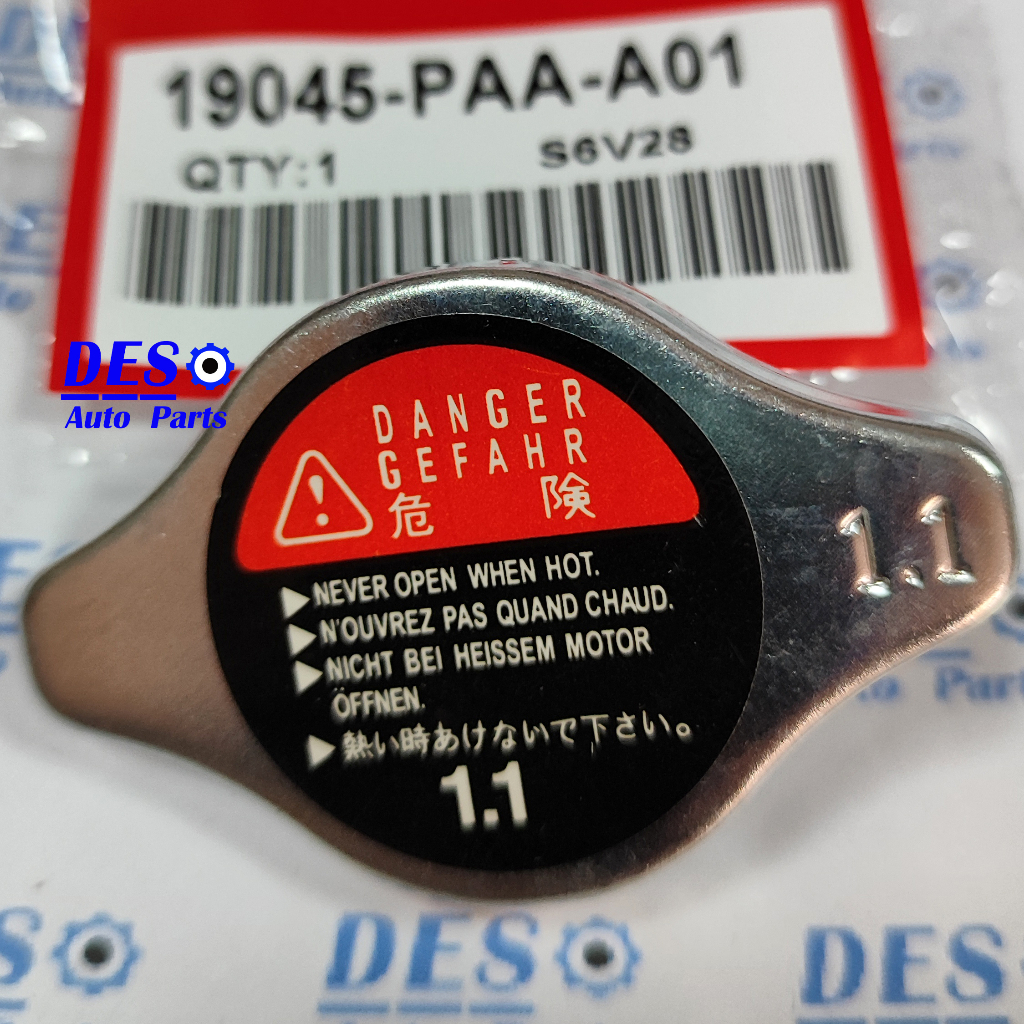 19045-PAA-A01
QTY:1 S6V28
DES
Auto Parts
DANGER
GEFAHR
危 険
1.1
NEVER OPEN WHEN HOT.
N'OUVREZ PAS QUAND CHAUD.
NICHT BEI HEISSEM MOTOR
ÖFFNEN.
熱い時あけないで下さい。
1.1
Auto Parts
DES
DES